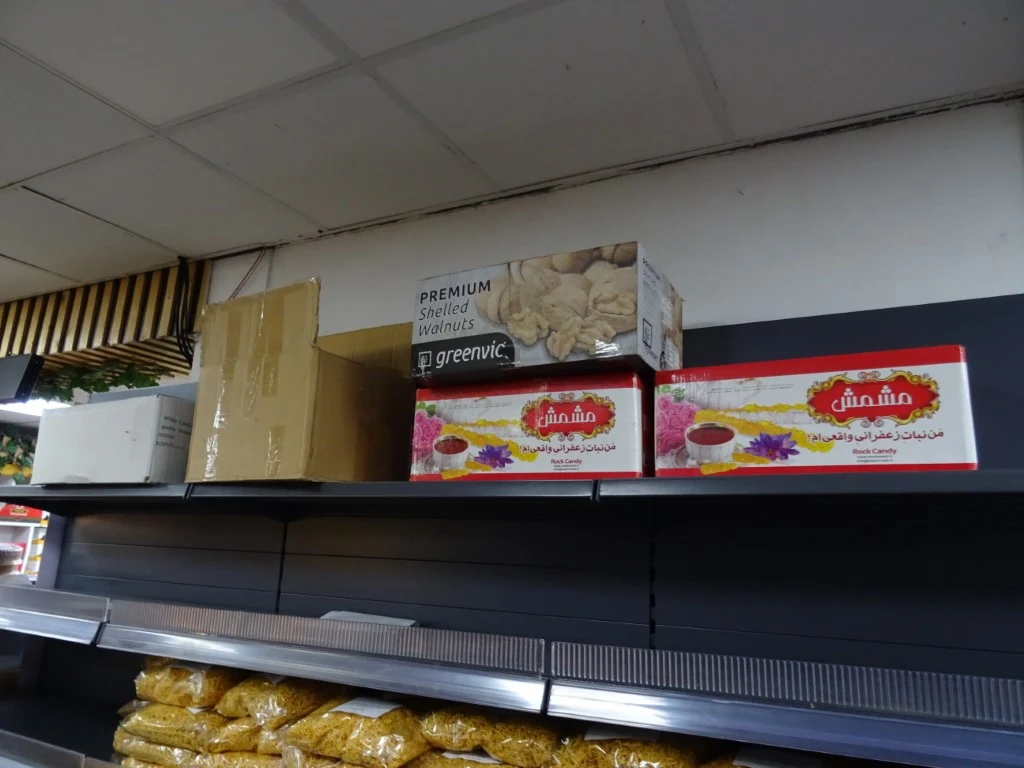 PREMIUM
Shelled
Walnuts
greenvic
مشمش
من نبات زعفرانی واقعی ام؟
Rock Candy
مشمش
من نبات زعفرانی واقعی ام؟
Rock Candy